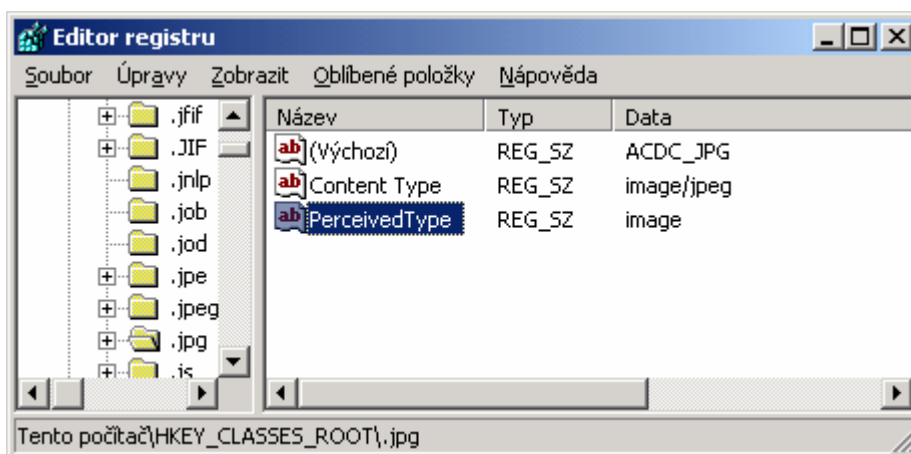 Editor registru
Soubor Úpravy Zobrazit Oblíbené položky Nápověda
.jfif
.JIF
.jnlp
.job
.jod
.jpe
.jpeg
.jpg
.js
Název Typ Data
(Výchozí) REG_SZ ACDC_JPG
Content Type REG_SZ image/jpeg
PerceivedType REG_SZ image
Tento počítač\HKEY_CLASSES_ROOT\.jpg